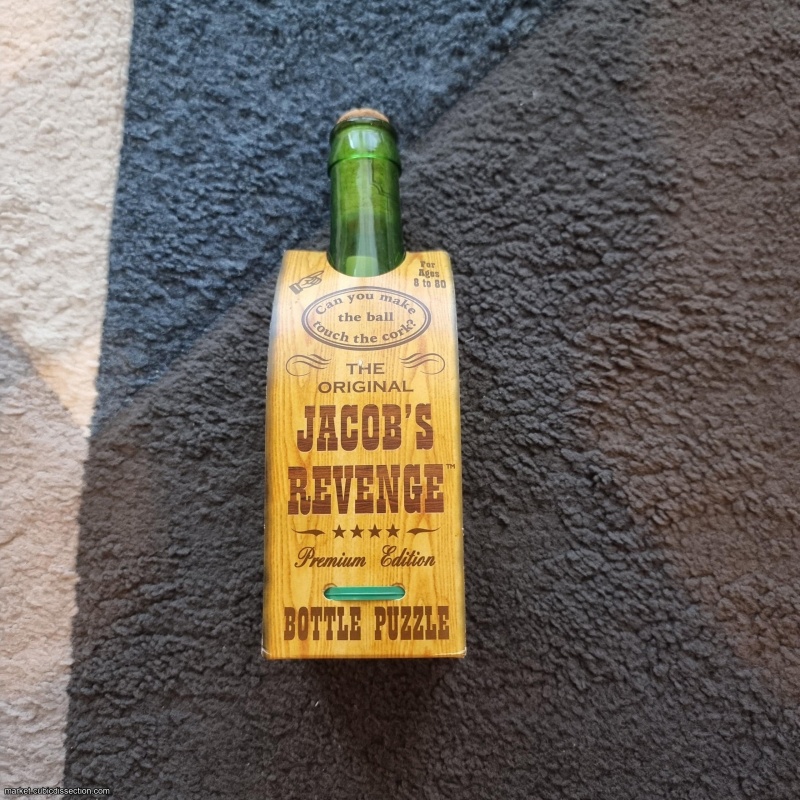 For
Ages
8 to 80
Can you make
the ball
touch the cork?
THE
ORIGINAL
JACOB'S
REVENGE™
Premium Edition
BOTTLE PUZZLE
market.cubicdissection.com